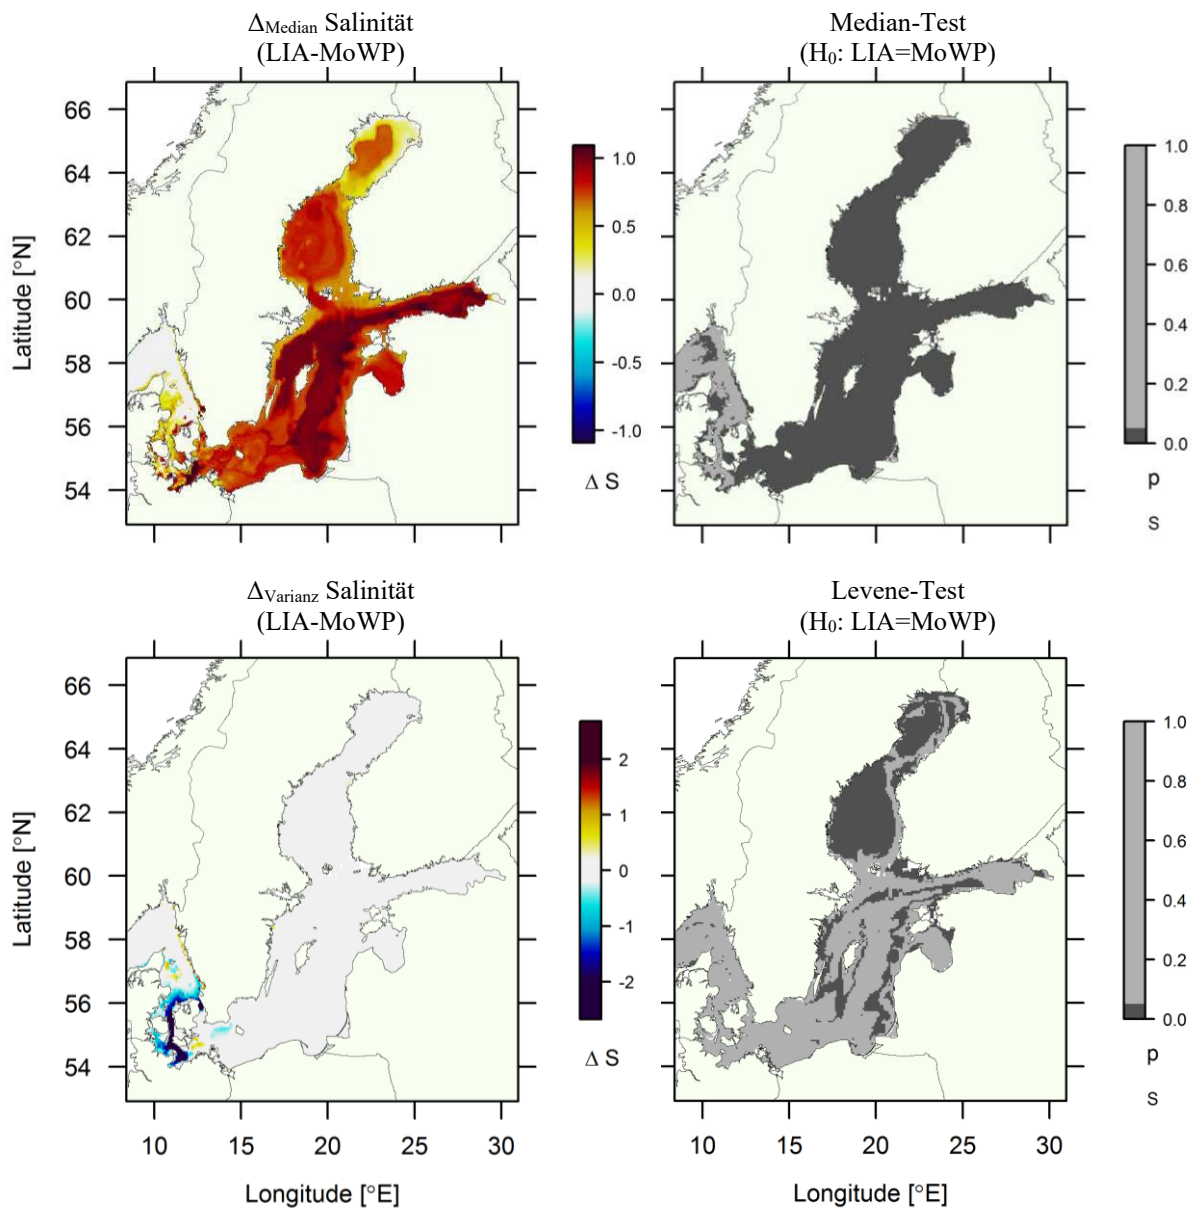 Δ_Median Salinität
(LIA-MoWP)
Median-Test
(H₀: LIA=MoWP)
66
64
62
60
58
56
54
Latitude [°N]
1.0
0.5
0.0
-0.5
-1.0
Δ S
1.0
0.8
0.6
0.4
0.2
0.0
p
S
Δ_Varianz Salinität
(LIA-MoWP)
Levene-Test
(H₀: LIA=MoWP)
66
64
62
60
58
56
54
Latitude [°N]
2
1
0
-1
-2
Δ S
1.0
0.8
0.6
0.4
0.2
0.0
p
S
10 15 20 25 30
Longitude [°E]
10 15 20 25 30
Longitude [°E]